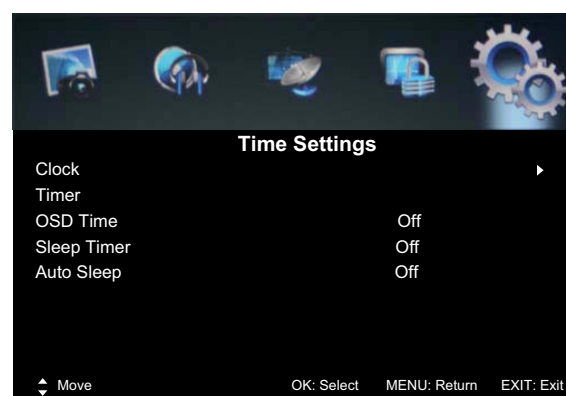 Time Settings
Clock
Timer
OSD Time Off
Sleep Timer Off
Auto Sleep Off
Move OK: Select MENU: Return EXIT: Exit